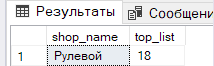 Результаты Сообщени
shop_name top_list
1 Рулевой 18